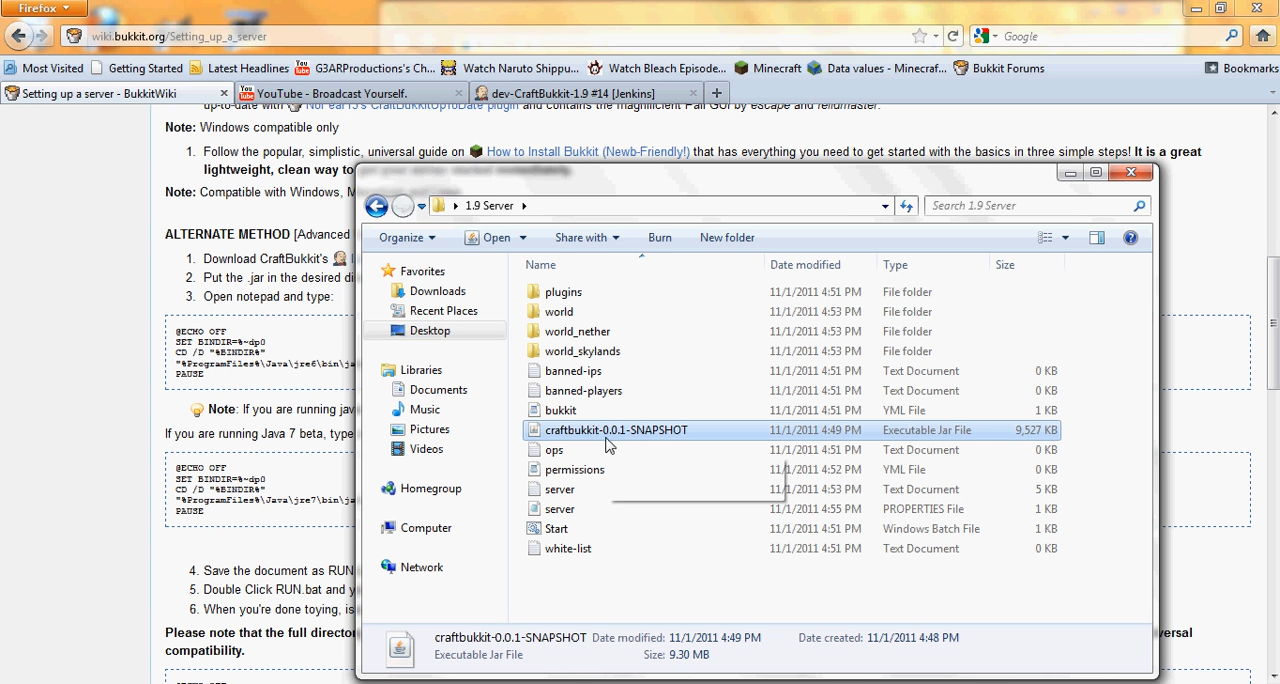 Firefox
wiki.bukkit.org/Setting_up_a_server
Google
Most Visited Getting Started Latest Headlines G3ARProductions's Ch... Watch Naruto Shippu... Watch Bleach Episode... Minecraft Data values - Minecraf... Bukkit Forums Bookmarks
Setting up a server - BukkitWiki YouTube - Broadcast Yourself. dev-CraftBukkit-1.9 #14 [Jenkins]
Note: Windows compatible only
1. Follow the popular, simplistic, universal guide on How to Install Bukkit (Newb-Friendly!) that has everything you need to get started with the basics in three simple steps! It is a great
lightweight, clean way to
Note: Compatible with Windows,
ALTERNATE METHOD [Advanced
1. Download CraftBukkit's
2. Put the .jar in the desired di
3. Open notepad and type:
@ECHO OFF
SET BINDIR=%~dp0
CD /D "%BINDIR%"
"%ProgramFiles%\Java\jre6\bin\ja
PAUSE
Note: If you are running jav
If you are running Java 7 beta, type
@ECHO OFF
SET BINDIR=%~dp0
CD /D "%BINDIR%"
"%ProgramFiles%\Java\jre7\bin\ja
PAUSE
4. Save the document as RUN
5. Double Click RUN.bat and y
6. When you're done toying, is
Please note that the full director versal
compatibility.
1.9 Server
Search 1.9 Server
Organize Open Share with Burn New folder
Favorites
Downloads
Recent Places
Desktop
Libraries
Documents
Music
Pictures
Videos
Homegroup
Computer
Network
Name Date modified Type Size
plugins 11/1/2011 4:51 PM File folder
world 11/1/2011 4:53 PM File folder
world_nether 11/1/2011 4:53 PM File folder
world_skylands 11/1/2011 4:53 PM File folder
banned-ips 11/1/2011 4:51 PM Text Document 0 KB
banned-players 11/1/2011 4:51 PM Text Document 0 KB
bukkit 11/1/2011 4:51 PM YML File 1 KB
craftbukkit-0.0.1-SNAPSHOT 11/1/2011 4:49 PM Executable Jar File 9,527 KB
ops 11/1/2011 4:51 PM Text Document 0 KB
permissions 11/1/2011 4:52 PM YML File 0 KB
server 11/1/2011 4:53 PM Text Document 5 KB
server 11/1/2011 4:55 PM PROPERTIES File 1 KB
Start 11/1/2011 4:51 PM Windows Batch File 1 KB
white-list 11/1/2011 4:51 PM Text Document 0 KB
craftbukkit-0.0.1-SNAPSHOT Date modified: 11/1/2011 4:49 PM Date created: 11/1/2011 4:48 PM
Executable Jar File Size: 9.30 MB